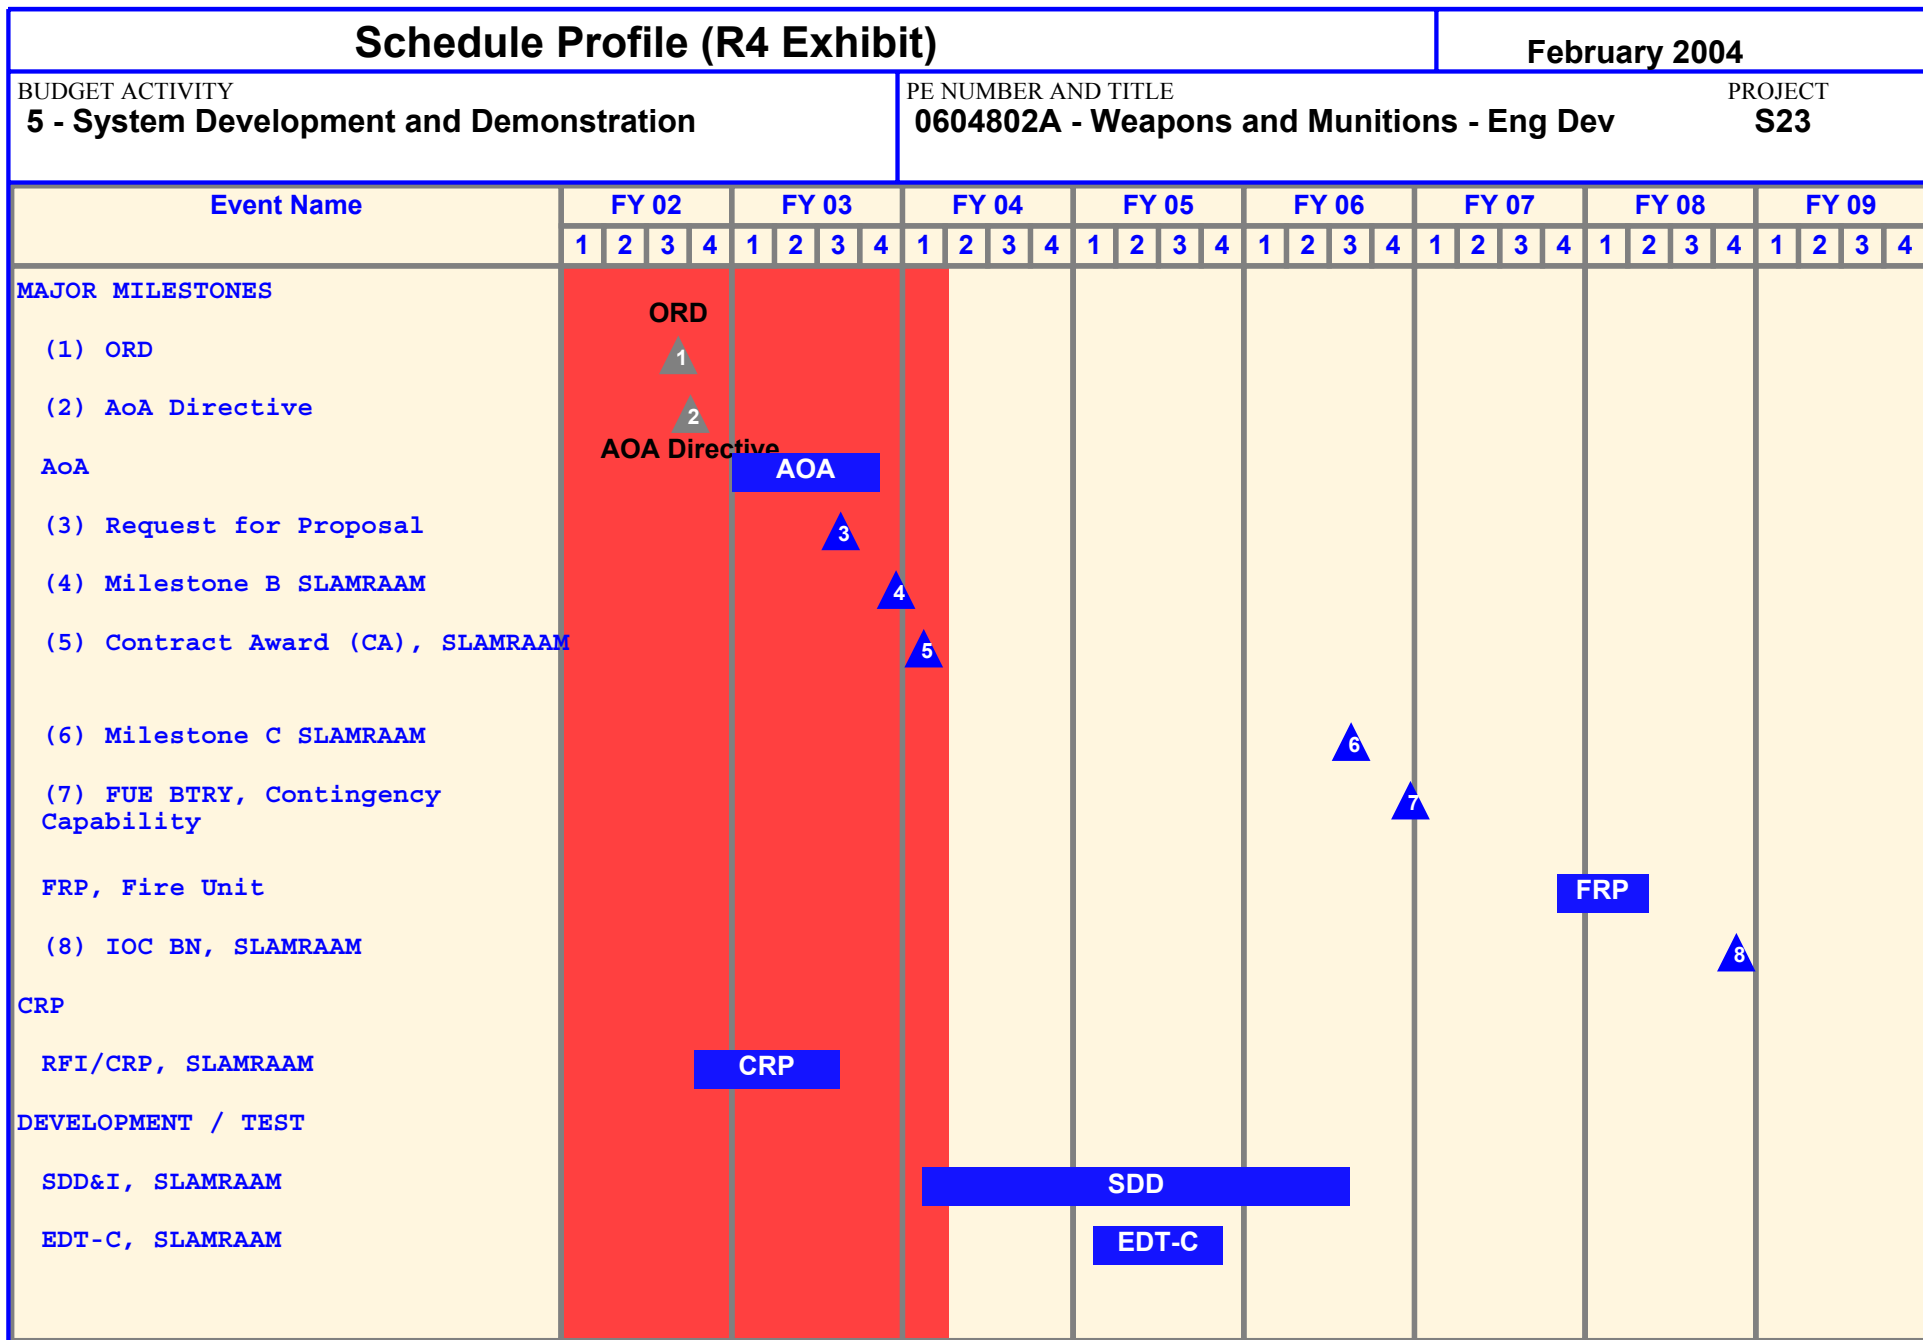 Schedule Profile (R4 Exhibit)
February 2004
BUDGET ACTIVITY
5 - System Development and Demonstration
PE NUMBER AND TITLE
0604802A - Weapons and Munitions - Eng Dev
PROJECT
S23
Event Name FY 02 FY 03 FY 04 FY 05 FY 06 FY 07 FY 08 FY 09
1 2 3 4 1 2 3 4 1 2 3 4 1 2 3 4 1 2 3 4 1 2 3 4 1 2 3 4 1 2 3 4
MAJOR MILESTONES
ORD
(1) ORD 1
(2) AoA Directive 2
AOA Directive
AoA AOA
(3) Request for Proposal 3
(4) Milestone B SLAMRAAM 4
(5) Contract Award (CA), SLAMRAAM 5
(6) Milestone C SLAMRAAM 6
(7) FUE BTRY, Contingency 7
Capability
FRP, Fire Unit FRP
(8) IOC BN, SLAMRAAM 8
CRP
RFI/CRP, SLAMRAAM CRP
DEVELOPMENT / TEST
SDD&I, SLAMRAAM SDD
EDT-C, SLAMRAAM EDT-C